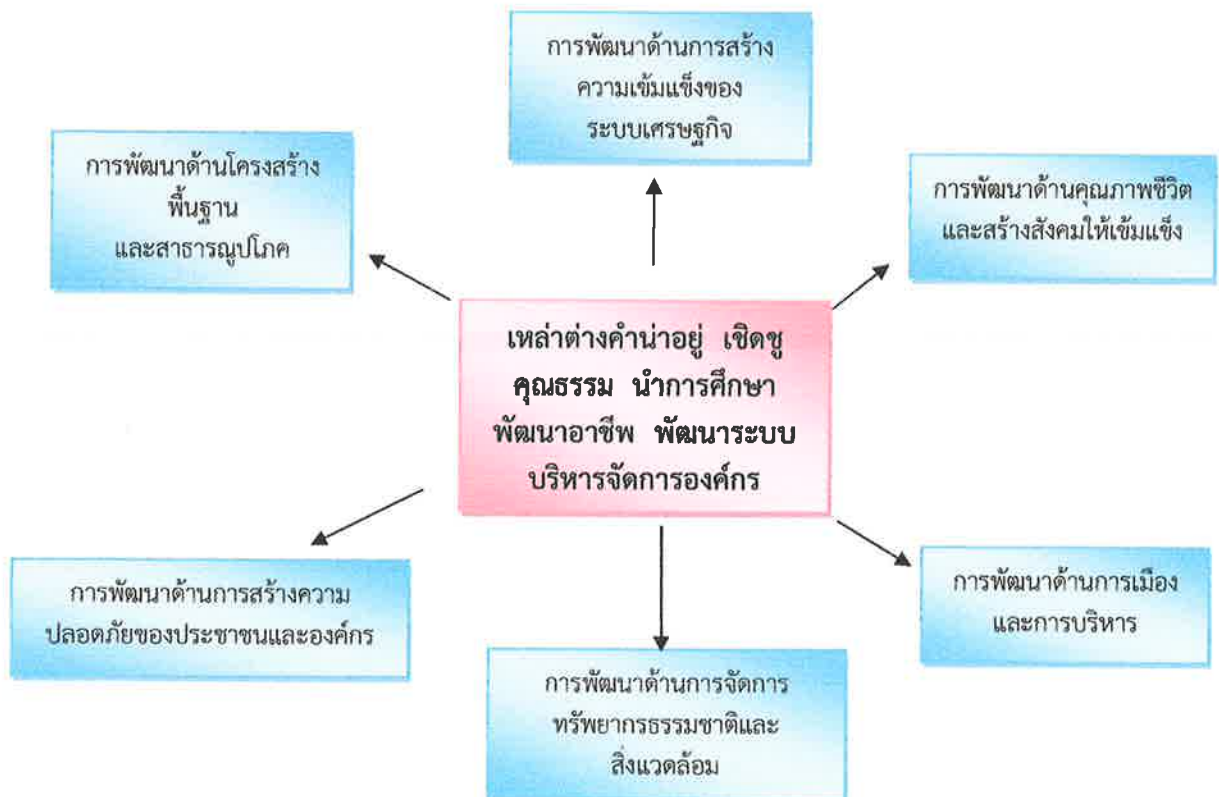 การพัฒนาด้านการสร้าง
ความเข้มแข็งของ
ระบบเศรษฐกิจ
การพัฒนาด้านโครงสร้าง
พื้นฐาน
และสาธารณูปโภค
การพัฒนาด้านคุณภาพชีวิต
และสร้างสังคมให้เข้มแข็ง
เหล่าต่างคำน่าอยู่ เชิดชู
คุณธรรม นำการศึกษา
พัฒนาอาชีพ พัฒนาระบบ
บริหารจัดการองค์กร
การพัฒนาด้านการสร้างความ
ปลอดภัยของประชาชนและองค์กร
การพัฒนาด้านการเมือง
และการบริหาร
การพัฒนาด้านการจัดการ
ทรัพยากรธรรมชาติและ
สิ่งแวดล้อม